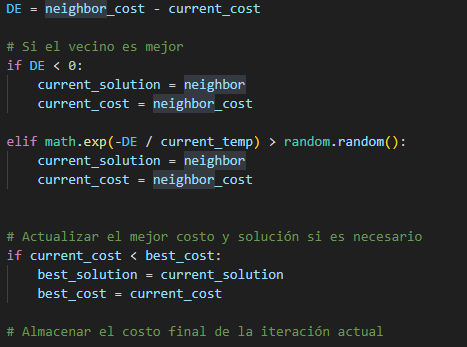 DE = neighbor_cost - current_cost
# Si el vecino es mejor
if DE < 0:
current_solution = neighbor
current_cost = neighbor_cost
elif math.exp(-DE / current_temp) > random.random():
current_solution = neighbor
current_cost = neighbor_cost
# Actualizar el mejor costo y solución si es necesario
if current_cost < best_cost:
best_solution = current_solution
best_cost = current_cost
# Almacenar el costo final de la iteración actual